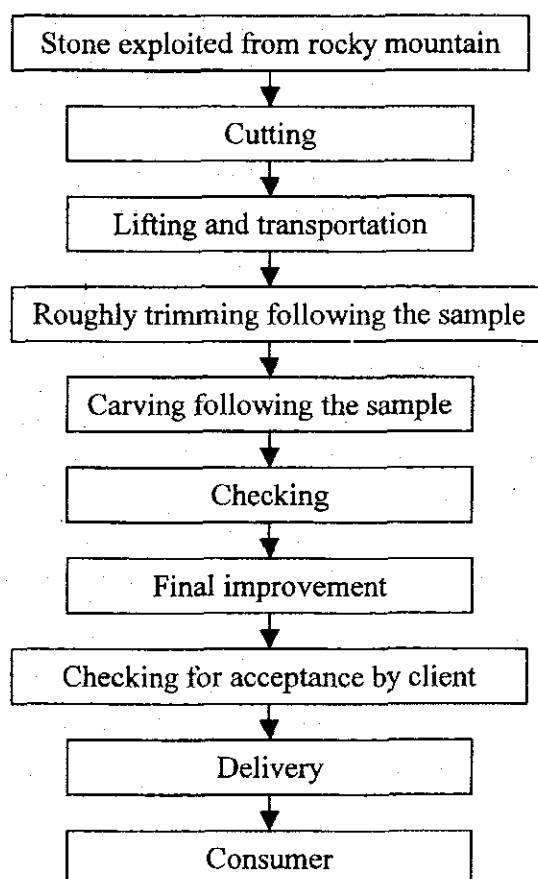 Stone exploited from rocky mountain
Cutting
Lifting and transportation
Roughly trimming following the sample
Carving following the sample
Checking
Final improvement
Checking for acceptance by client
Delivery
Consumer